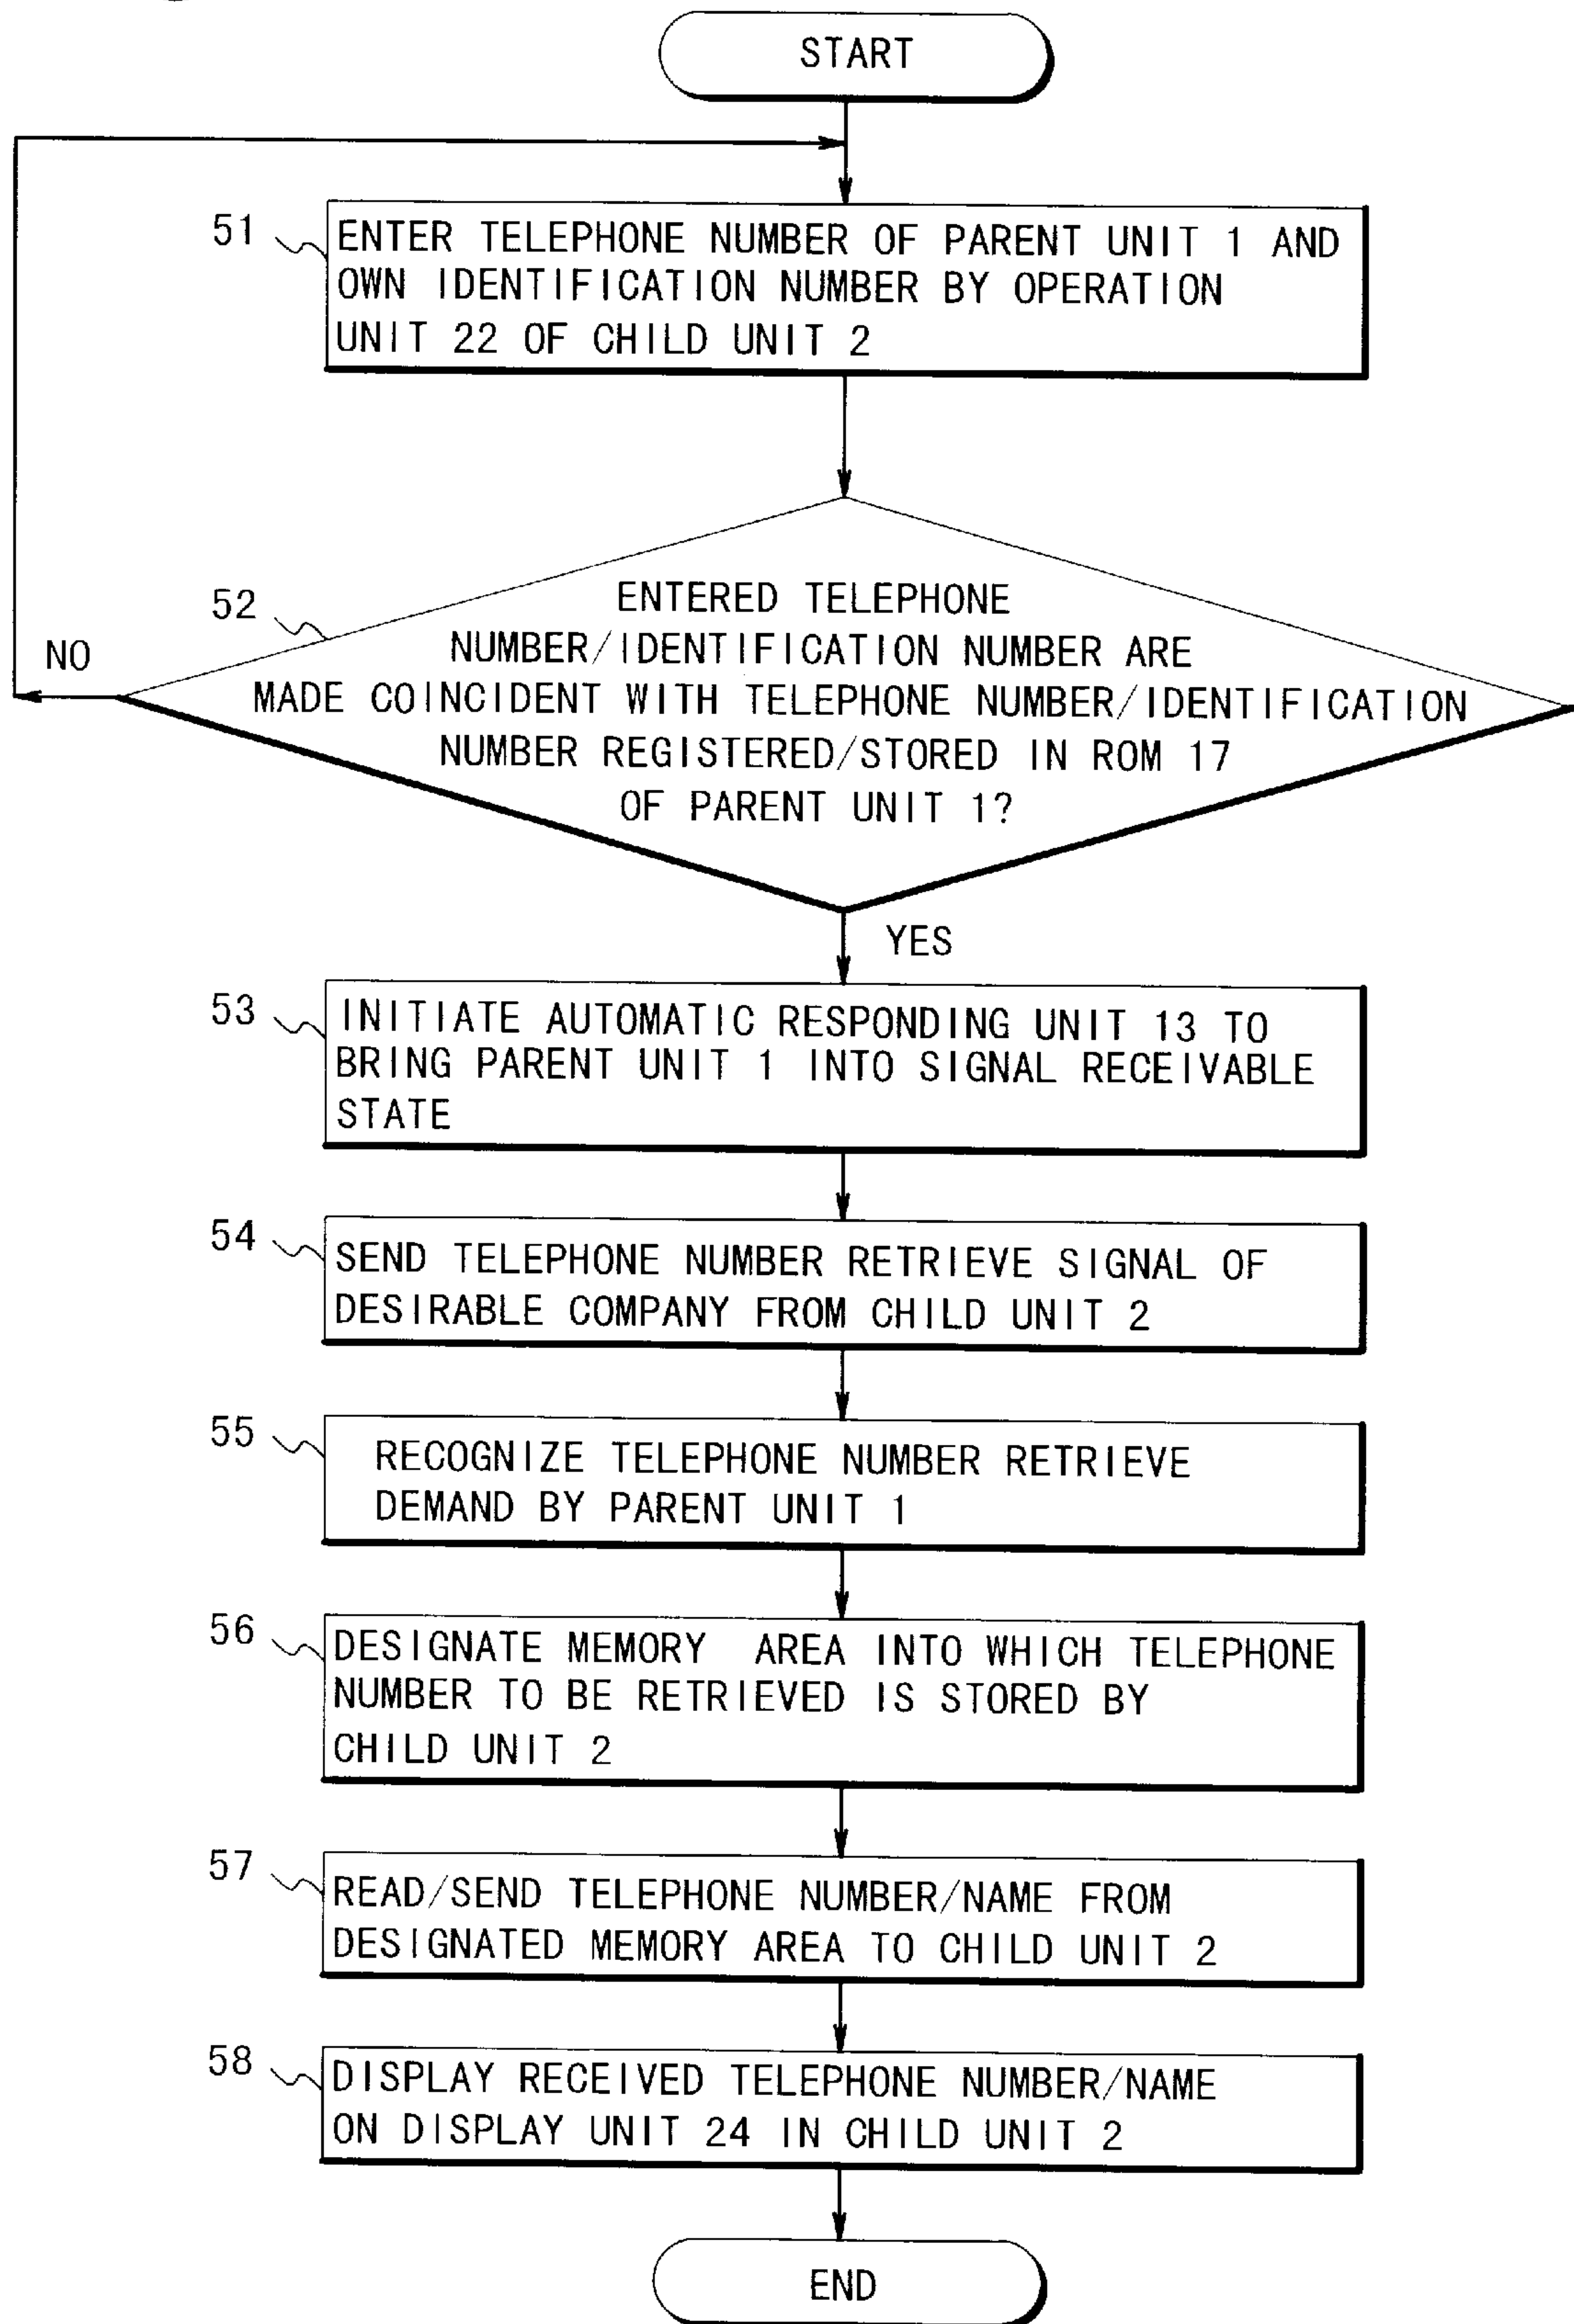 START
51
ENTER TELEPHONE NUMBER OF PARENT UNIT 1 AND
OWN IDENTIFICATION NUMBER BY OPERATION
UNIT 22 OF CHILD UNIT 2
52
NO
ENTERED TELEPHONE
NUMBER/IDENTIFICATION NUMBER ARE
MADE COINCIDENT WITH TELEPHONE NUMBER/IDENTIFICATION
NUMBER REGISTERED/STORED IN ROM 17
OF PARENT UNIT 1?
YES
53
INITIATE AUTOMATIC RESPONDING UNIT 13 TO
BRING PARENT UNIT 1 INTO SIGNAL RECEIVABLE
STATE
54
SEND TELEPHONE NUMBER RETRIEVE SIGNAL OF
DESIRABLE COMPANY FROM CHILD UNIT 2
55
RECOGNIZE TELEPHONE NUMBER RETRIEVE
DEMAND BY PARENT UNIT 1
56
DESIGNATE MEMORY AREA INTO WHICH TELEPHONE
NUMBER TO BE RETRIEVED IS STORED BY
CHILD UNIT 2
57
READ/SEND TELEPHONE NUMBER/NAME FROM
DESIGNATED MEMORY AREA TO CHILD UNIT 2
58
DISPLAY RECEIVED TELEPHONE NUMBER/NAME
ON DISPLAY UNIT 24 IN CHILD UNIT 2
END